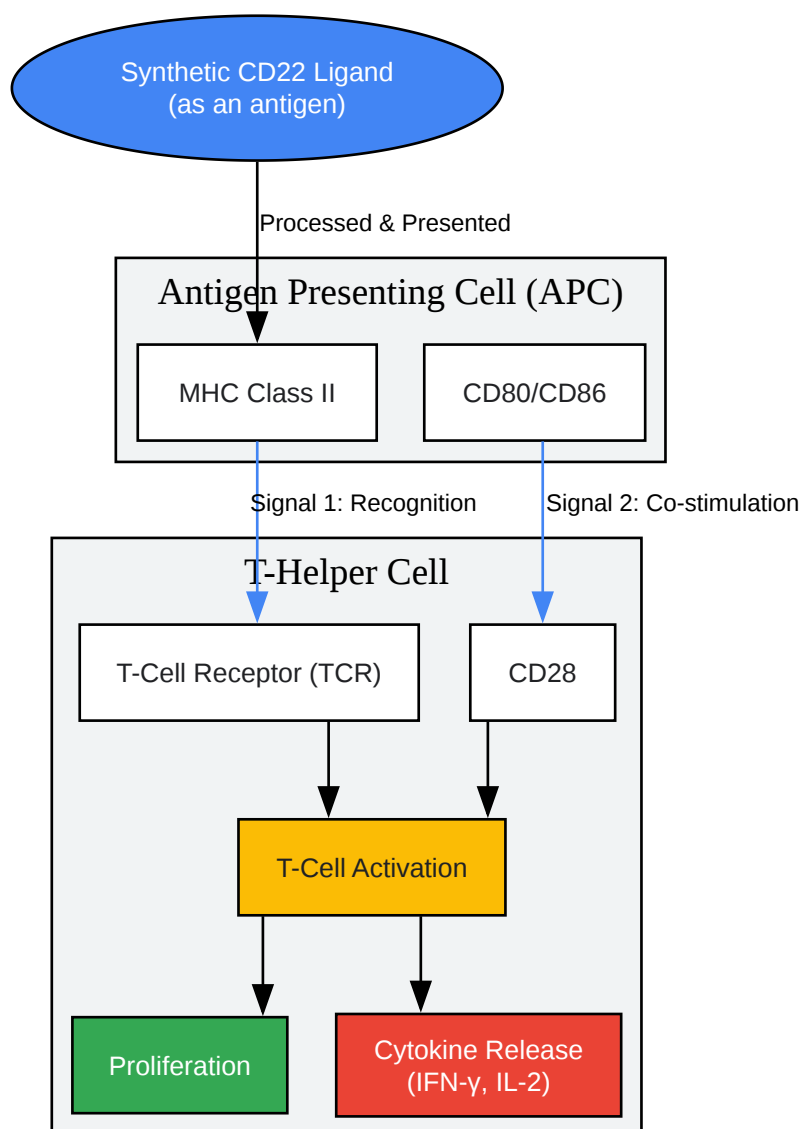 Synthetic CD22 Ligand
(as an antigen)
Processed & Presented
Antigen Presenting Cell (APC)
MHC Class II
CD80/CD86
Signal 1: Recognition
Signal 2: Co-stimulation
T-Helper Cell
T-Cell Receptor (TCR)
CD28
T-Cell Activation
Proliferation
Cytokine Release
(IFN-γ, IL-2)